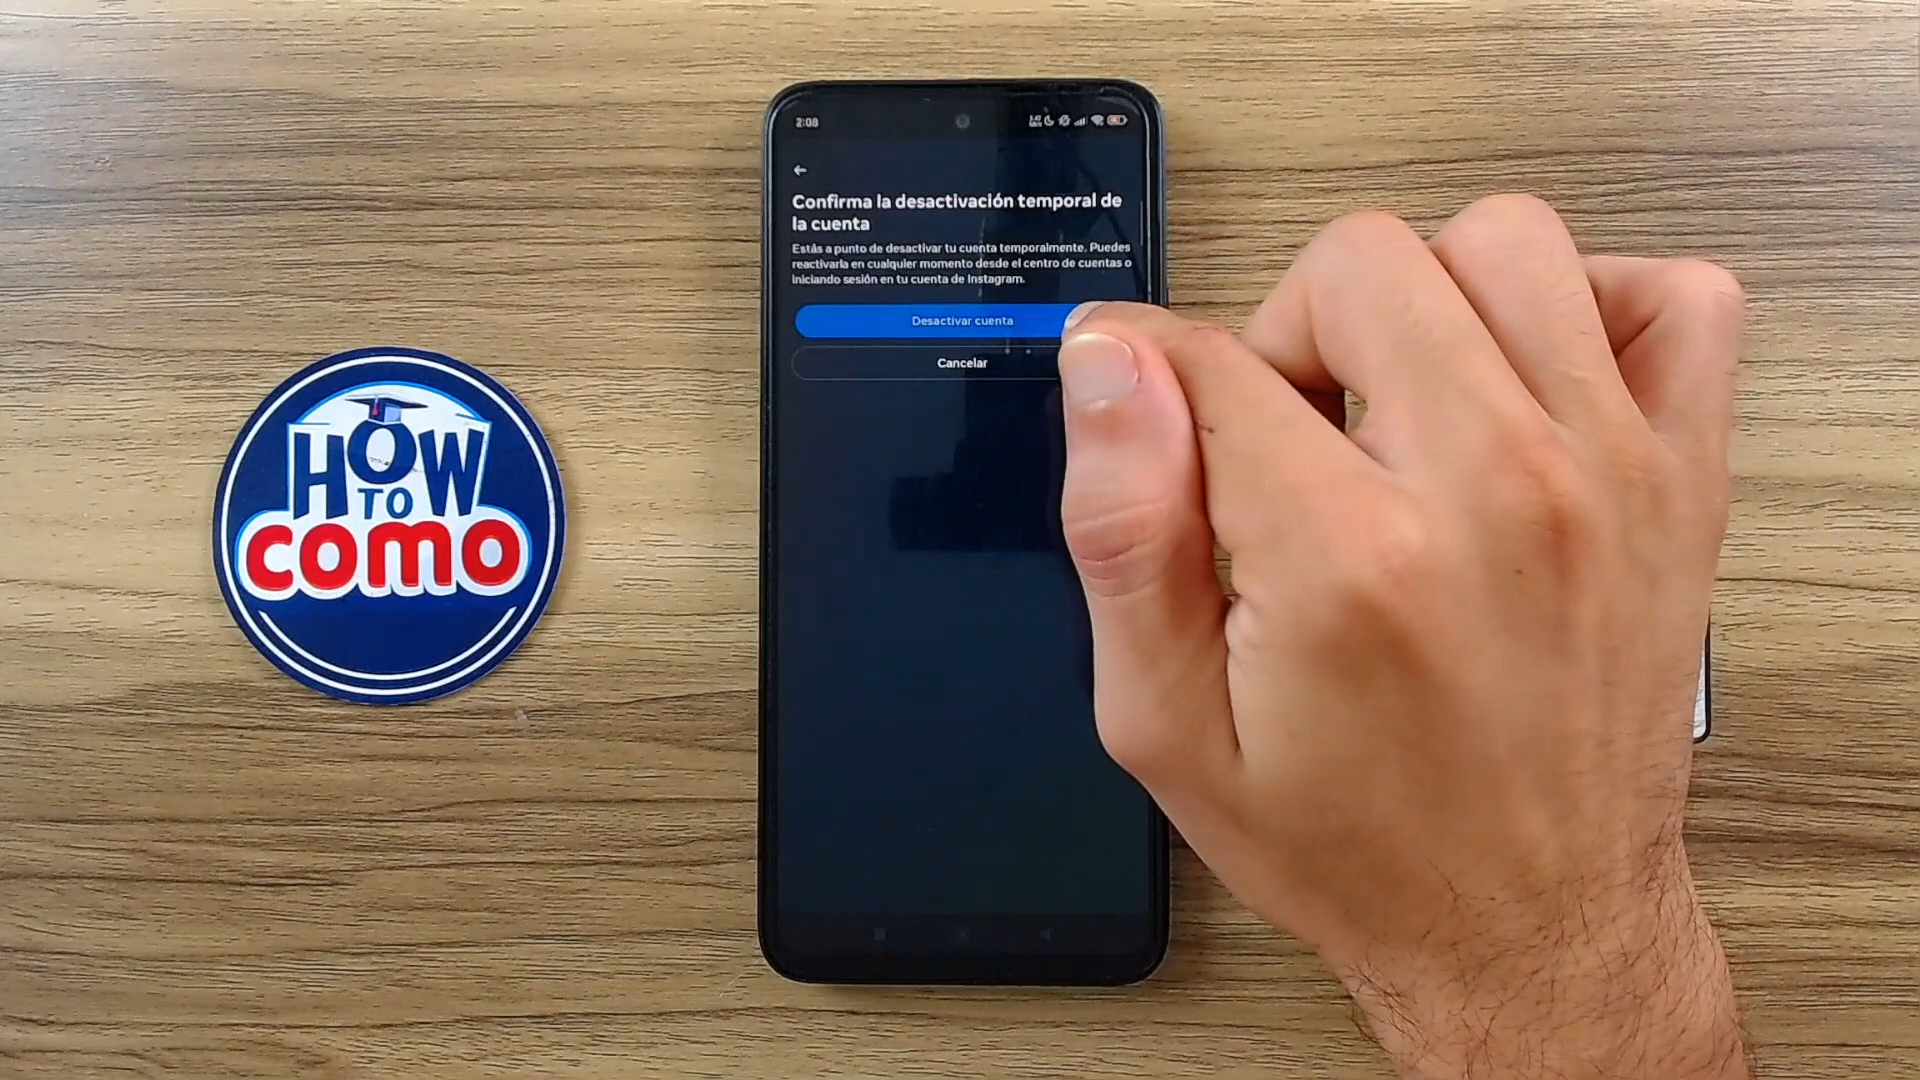 2:08
Confirma la desactivación temporal de
la cuenta
Estás a punto de desactivar tu cuenta temporalmente. Puedes
reactivarla en cualquier momento desde el centro de cuentas o
iniciando sesión en tu cuenta de Instagram.
Desactivar cuenta
Cancelar
HOW
TO
COMO